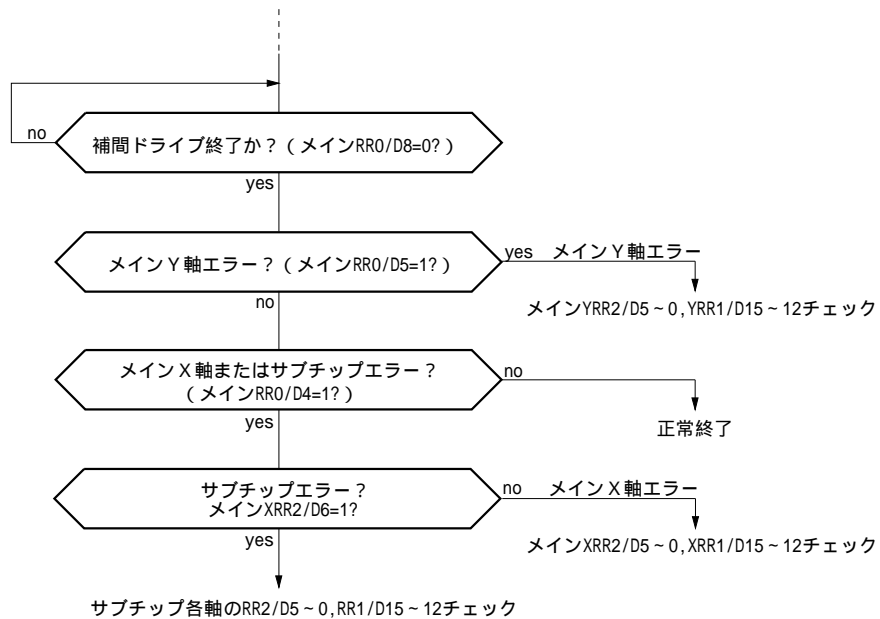 no
補間ドライブ終了か？(メインRR0/D8=0?)
yes
メインＹ軸エラー？(メインRR0/D5=1?)
yes メインＹ軸エラー
no
メインYRR2/D5～0,YRR1/D15～12チェック
メインＸ軸またはサブチップエラー？
(メインRR0/D4=1?)
no
yes
正常終了
サブチップエラー？
メインXRR2/D6=1?
no メインＸ軸エラー
yes
メインXRR2/D5～0,XRR1/D15～12チェック
サブチップ各軸のRR2/D5～0,RR1/D15～12チェック